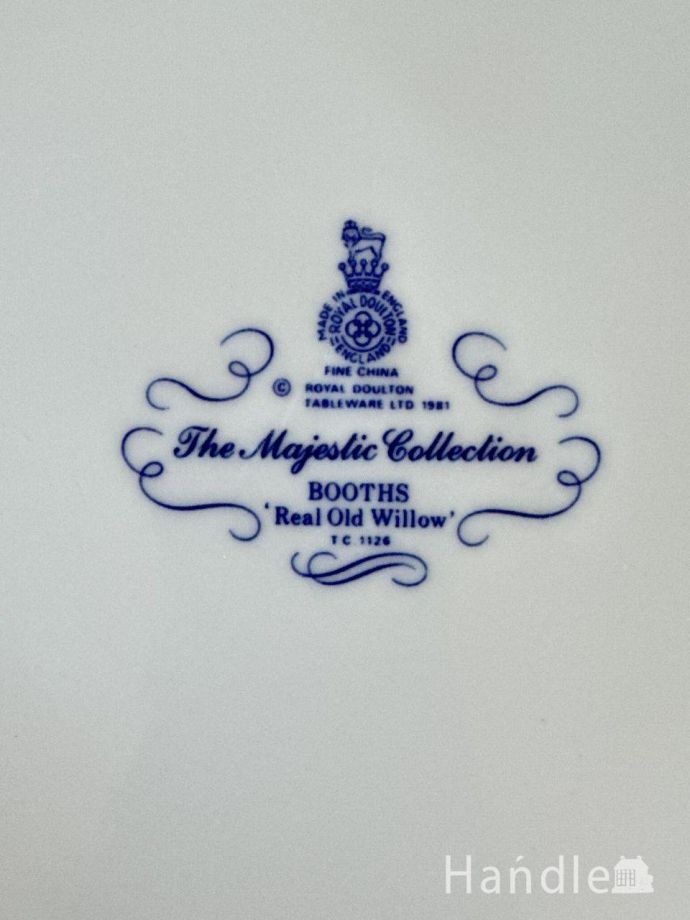 MADE IN ENGLAND
ROYAL DOULTON
ENGLAND
FINE CHINA
© ROYAL DOULTON
TABLEWARE LTD 1981
The Majestic Collection
BOOTHS
'Real Old Willow'
TC 1126
Handle